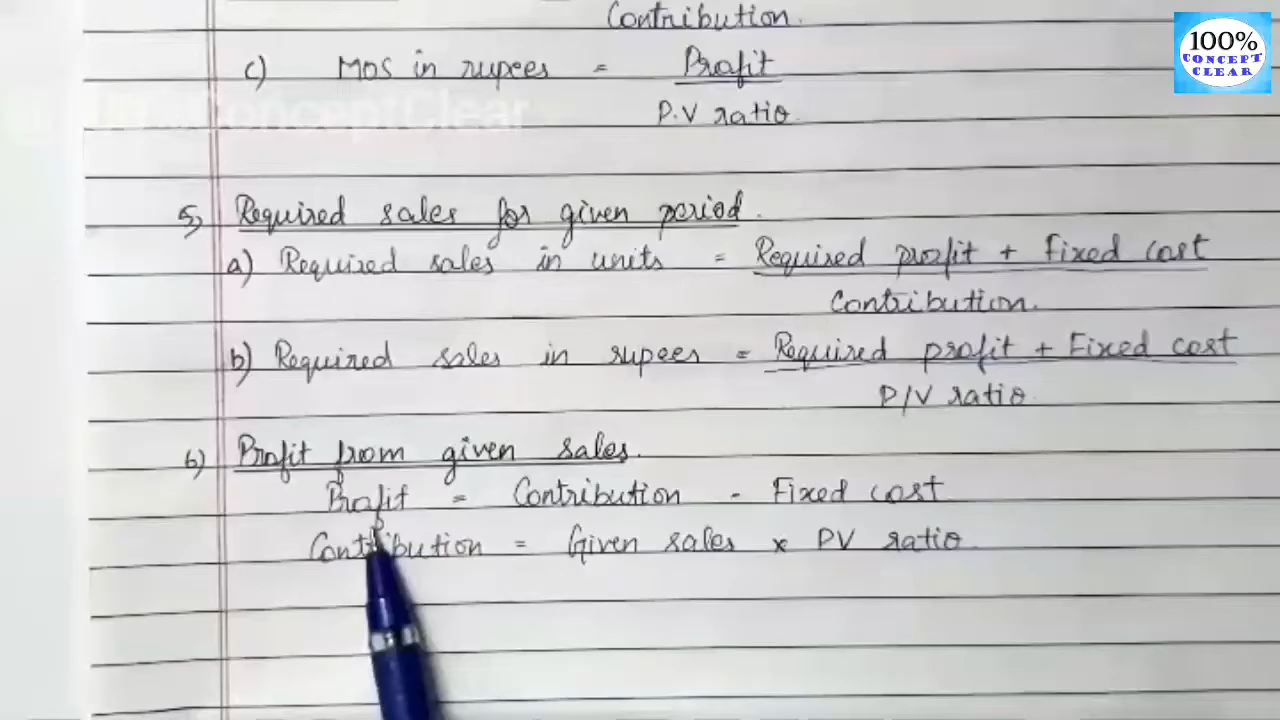 Contribution.
c) MOS in rupees = Profit
P.V ratio.
5) Required sales for given period.
a) Required sales in units = Required profit + fixed cost
Contribution.
b) Required sales in rupees = Required profit + Fixed cost
P/V ratio.
6) Profit from given sales.
Profit = Contribution - Fixed cost
Contribution = Given sales x PV ratio.
100%
CONCEPT
CLEAR